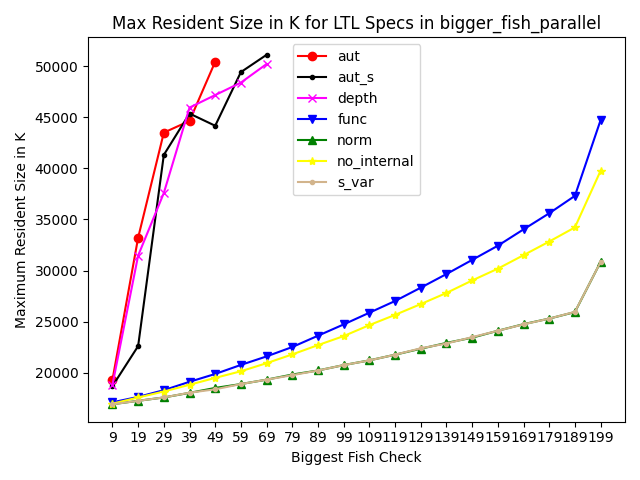 Max Resident Size in K for LTL Specs in bigger_fish_parallel
Maximum Resident Size in K
50000
45000
40000
35000
30000
25000
20000
aut
aut_s
depth
func
norm
no_internal
s_var
9 19 29 39 49 59 69 79 89 99 109 119 129 139 149 159 169 179 189 199
Biggest Fish Check